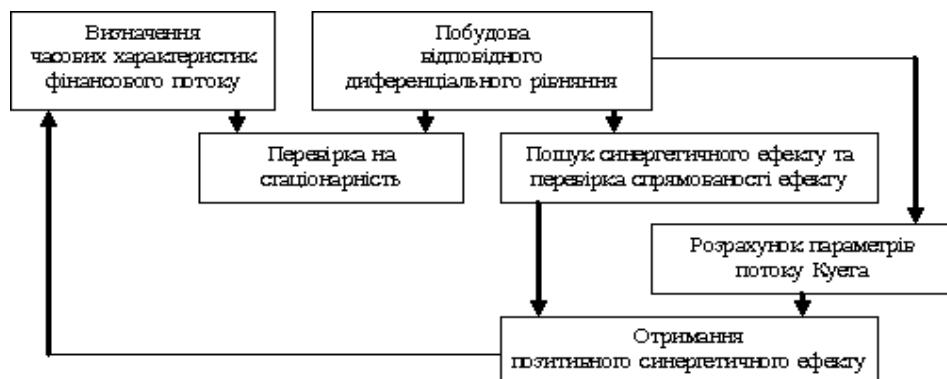 Визначення
часових характеристик
фінансового потоку
Побудова
відповідного
диференціального рівняння
Перевірка на
стаціонарність
Пошук синергетичного ефекту та
перевірка спрямованості ефекту
Розрахунок параметрів
потоку Куета
Отримання
позитивного синергетичного ефекту